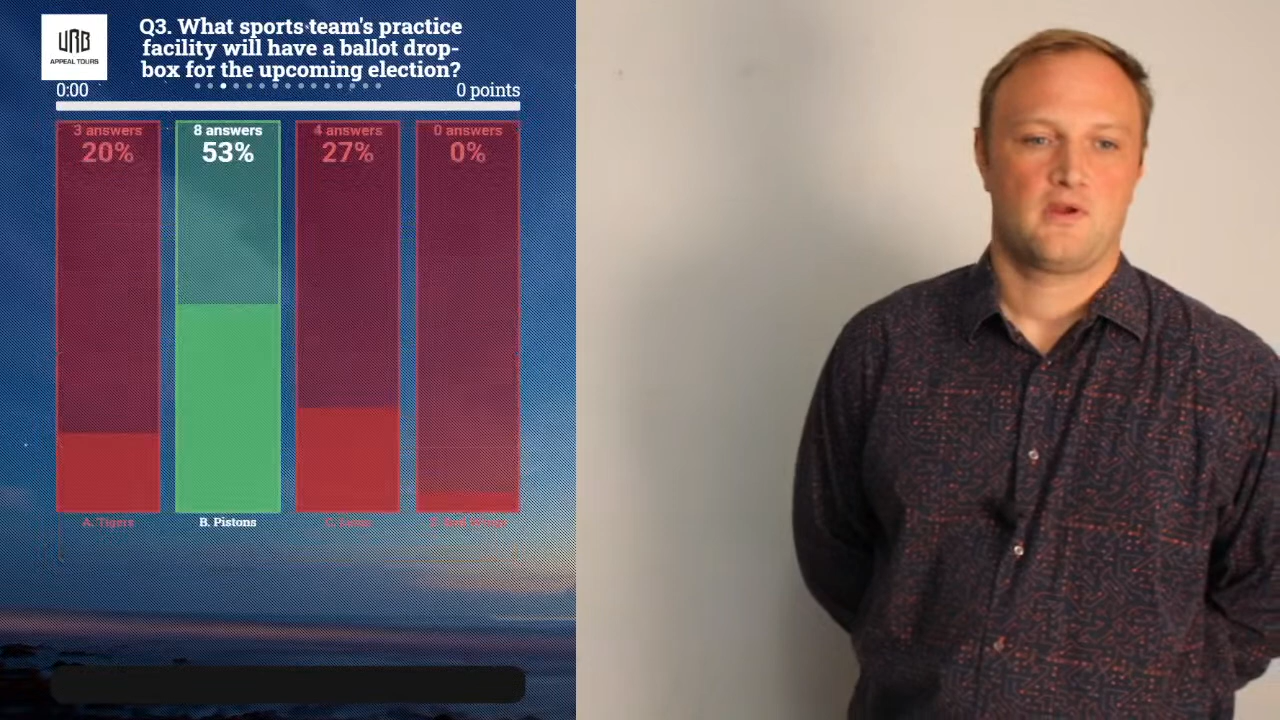 URB
APPEAL TOURS
Q3. What sports team's practice
facility will have a ballot drop-
box for the upcoming election?
0:00
0 points
3 answers
20%
8 answers
53%
4 answers
27%
0 answers
0%
A. Tigers
B. Pistons